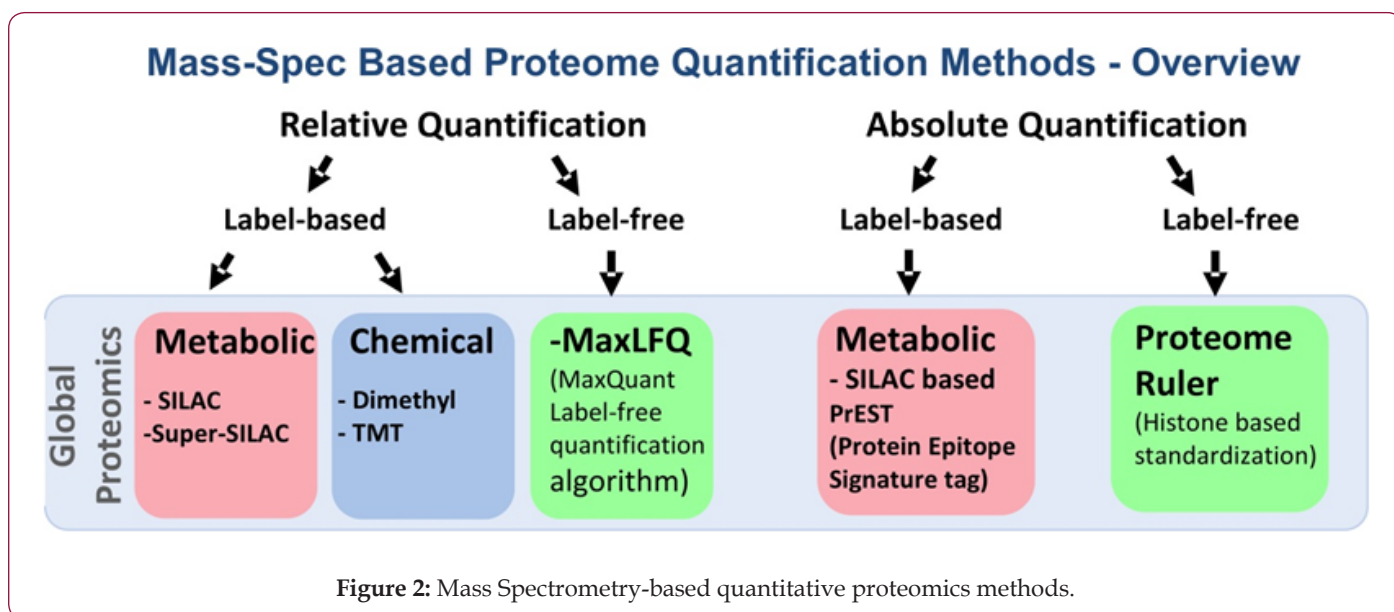 Mass-Spec Based Proteome Quantification Methods - Overview
Relative Quantification
Absolute Quantification
Label-based
Label-free
Label-based
Label-free
Global
Proteomics
Metabolic
- SILAC
-Super-SILAC
Chemical
- Dimethyl
- TMT
-MaxLFQ
(MaxQuant
Label-free
quantification
algorithm)
Metabolic
- SILAC based
PrEST
(Protein Epitope
Signature tag)
Proteome
Ruler
(Histone based
standardization)
Figure 2: Mass Spectrometry-based quantitative proteomics methods.